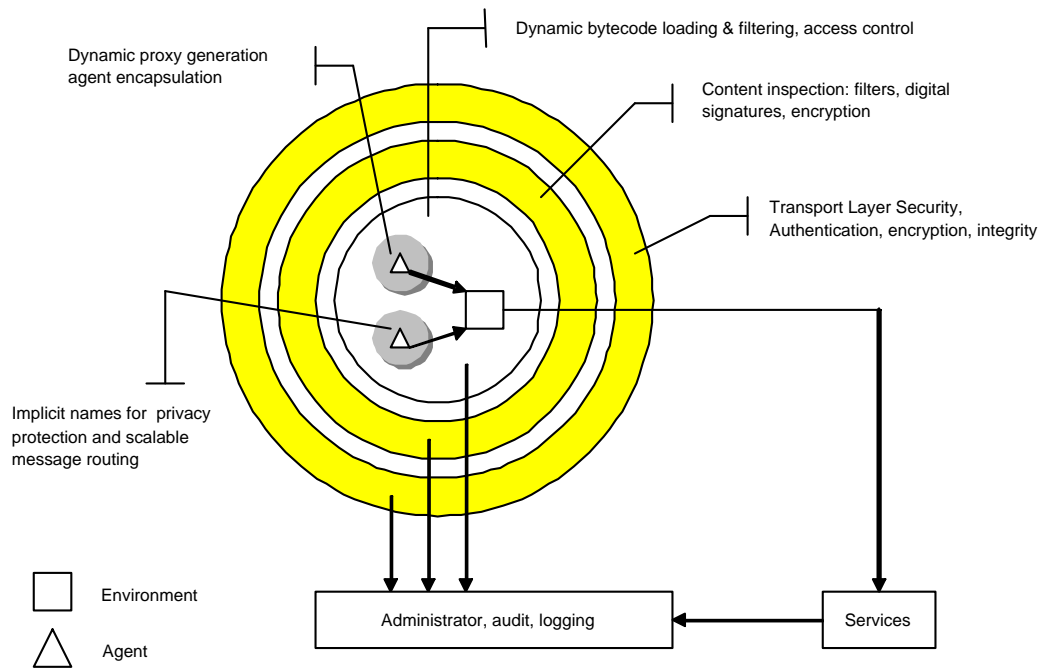 Dynamic bytecode loading & filtering, access control
Dynamic proxy generation
agent encapsulation
Content inspection: filters, digital
signatures, encryption
Transport Layer Security,
Authentication, encryption, integrity
Implicit names for privacy
protection and scalable
message routing
Environment
Agent
Administrator, audit, logging
Services